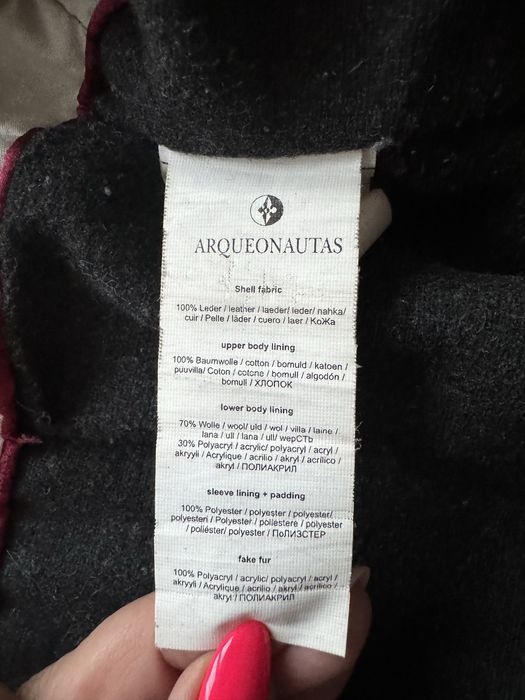 ARQUEONAUTAS
Shell fabric
100% Leder / leather / laeder/ leder/ nahka/
cuir / Pelle / läder / cuero / laer / КоЖа
upper body lining
100% Baumwolle / cotton / bomuld / katoen /
puuvilla/ Coton / cotone / bomull / algodón /
bomull / ХЛОПОК
lower body lining
70% Wolle / wool/ uld / wol / villa / laine /
lana / ull / lana / ull/ wepСТЬ
30% Polyacryl / acrylic/ polyacryl / acryl /
akryyli / Acrylique / acrilio / akryl / acrílico /
akryl / ПОЛИАКРИЛ
sleeve lining + padding
100% Polyester / polyester / polyester/
polyesteri / Polyester / poliestere / polyester
/ poliéster/ polyester / ПоЛИЗСТЕР
fake fur
100% Polyacryl / acrylic/ polyacryl / acryl /
akryyli / Acrylique / acrilio / akryl / acrílico /
akryl / ПОЛИАКРИЛ